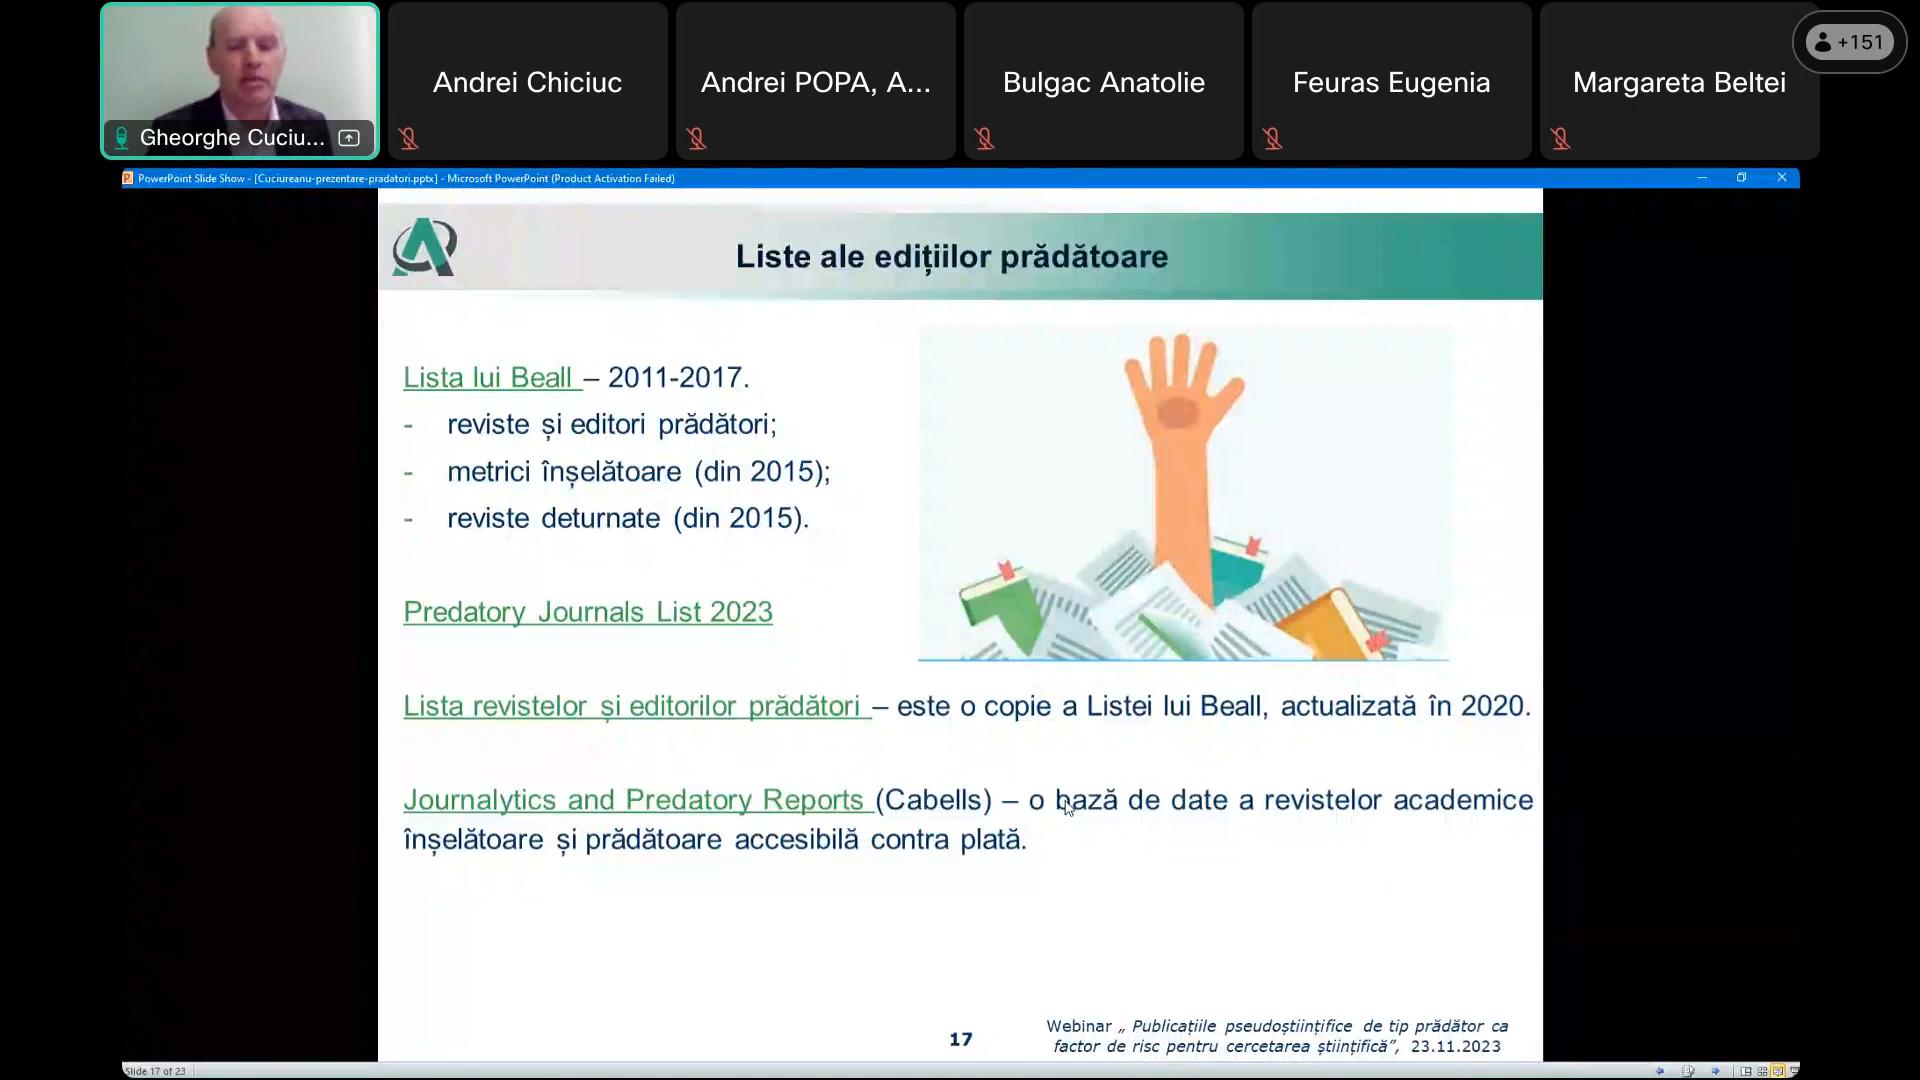 Gheorghe Cuciu...
Andrei Chiciuc
Andrei POPA, A...
Bulgac Anatolie
Feuras Eugenia
Margareta Beltei
+151
PowerPoint Slide Show - [Cuciureanu-prezentare-pradatori.pptx] - Microsoft PowerPoint (Product Activation Failed)
Liste ale edițiilor prădătoare
Lista lui Beall – 2011-2017.
- reviste și editori prădători;
- metrici înșelătoare (din 2015);
- reviste deturnate (din 2015).
Predatory Journals List 2023
Lista revistelor și editorilor prădători – este o copie a Listei lui Beall, actualizată în 2020.
Journalytics and Predatory Reports (Cabells) – o bază de date a revistelor academice
înșelătoare și prădătoare accesibilă contra plată.
17
Webinar „ Publicațiile pseudoștiințifice de tip prădător ca
factor de risc pentru cercetarea științifică”, 23.11.2023
Slide 17 of 23